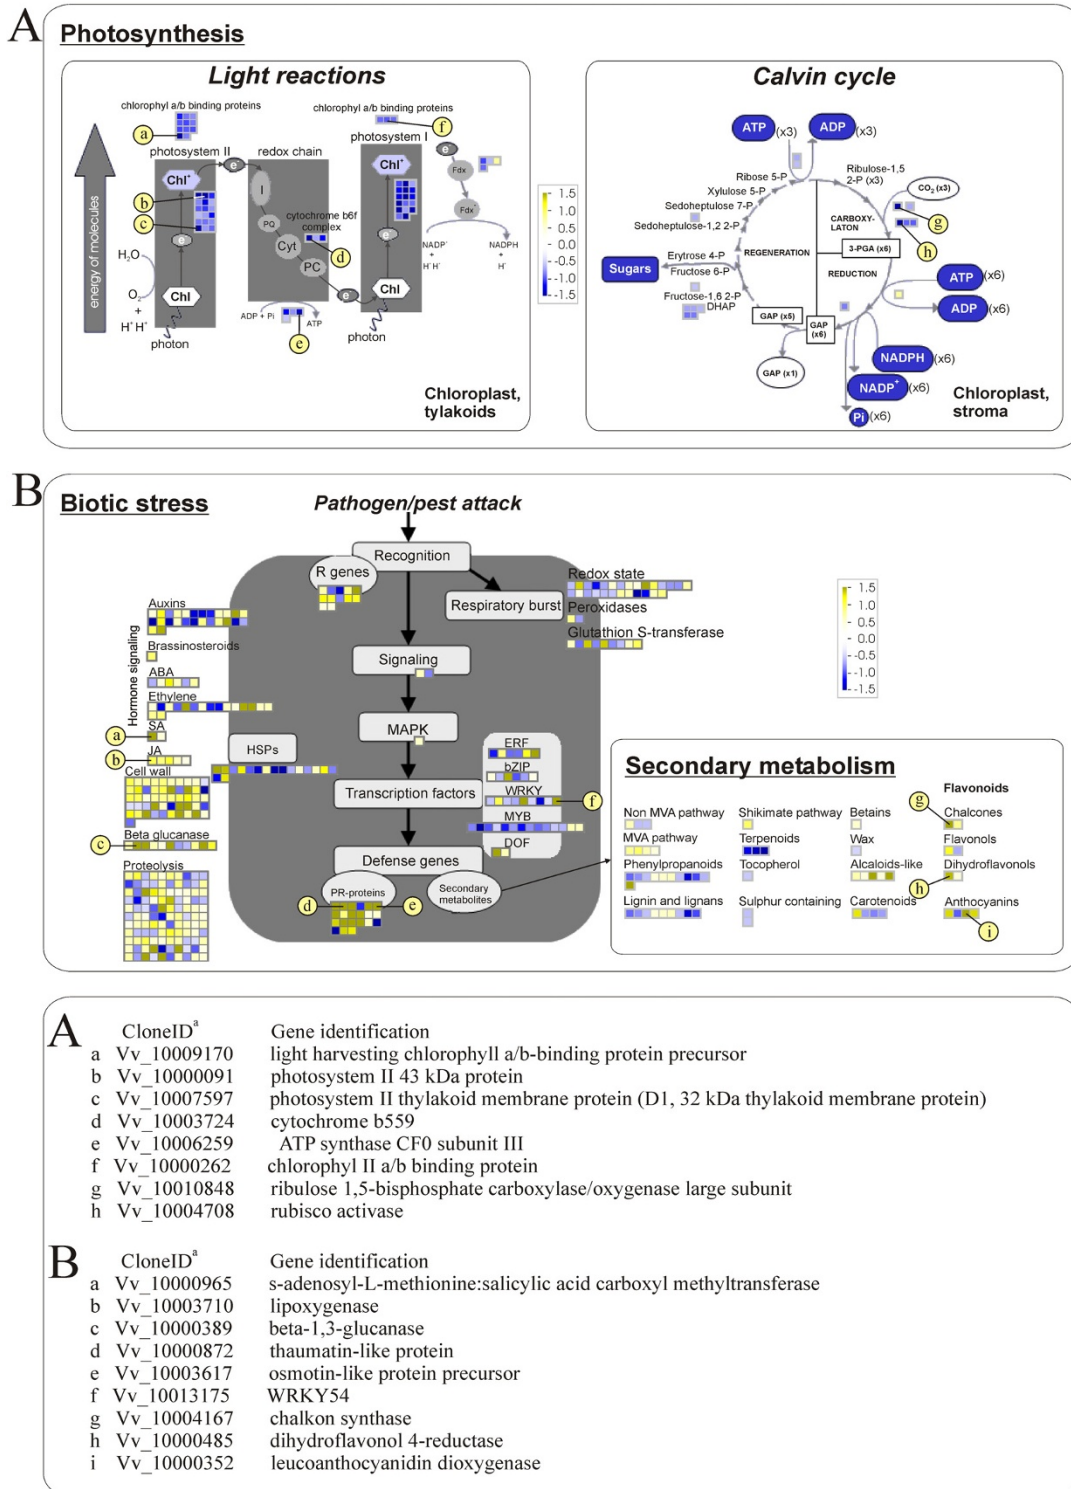 A
Photosynthesis
Light reactions
chlorophyl a/b binding proteins
a
photosystem II
redox chain
chlorophyl a/b binding proteins
f
photosystem I
Chl*
e
I
PQ
Cyt
PC
cytochrome b6f
complex
d
b
c
e
Chl
photon
energy of molecules
H₂O
O₂
+
H⁺H⁺
ADP + Pi
ATP
e
e
Chl*
e
Chl
photon
e
Fdx
Fdx
NADP⁺
+
H⁺H⁺
NADPH
+
H⁺
Chloroplast,
tylakoids
1.5
1.0
0.5
0.0
-0.5
-1.0
-1.5
Calvin cycle
ATP (x3)
ADP (x3)
Ribose 5-P
Xylulose 5-P
Sedoheptulose 7-P
Sedoheptulose-1,2 2-P
Erytrose 4-P
Fructose 6-P
Fructose-1,6 2-P
DHAP
Sugars
Ribulose-1,5
2-P (x3)
CO₂ (x3)
g
h
CARBOXY-
LATON
3-PGA (x6)
REGENERATION
REDUCTION
ATP (x6)
ADP (x6)
GAP (x5)
GAP
(x6)
GAP (x1)
NADPH (x6)
NADP⁺ (x6)
Pi (x6)
Chloroplast,
stroma
B
Biotic stress
Pathogen/pest attack
Recognition
R genes
Respiratory burst
Redox state
Peroxidases
Glutathion S-transferase
Signaling
MAPK
HSPs
Transcription factors
Defense genes
PR-proteins
Secondary
metabolites
d
e
ERF
bZIP
WRKY
f
MYB
DOF
Hormone signaling
Auxins
Brassinosteroids
ABA
Ethylene
SA
a
JA
b
Cell wall
Beta glucanase
c
Proteolysis
1.5
1.0
0.5
0.0
-0.5
-1.0
-1.5
Secondary metabolism
Flavonoids
Non MVA pathway
Shikimate pathway
Betains
Chalcones
g
MVA pathway
Terpenoids
Wax
Flavonols
Phenylpropanoids
Tocopherol
Alcaloids-like
Dihydroflavonols
h
Lignin and lignans
Sulphur containing
Carotenoids
Anthocyanins
i
A
CloneIDᵃ Gene identification
a Vv_10009170 light harvesting chlorophyll a/b-binding protein precursor
b Vv_10000091 photosystem II 43 kDa protein
c Vv_10007597 photosystem II thylakoid membrane protein (D1, 32 kDa thylakoid membrane protein)
d Vv_10003724 cytochrome b559
e Vv_10006259 ATP synthase CF0 subunit III
f Vv_10000262 chlorophyl II a/b binding protein
g Vv_10010848 ribulose 1,5-bisphosphate carboxylase/oxygenase large subunit
h Vv_10004708 rubisco activase
B
CloneIDᵃ Gene identification
a Vv_10000965 s-adenosyl-L-methionine:salicylic acid carboxyl methyltransferase
b Vv_10003710 lipoxygenase
c Vv_10000389 beta-1,3-glucanase
d Vv_10000872 thaumatin-like protein
e Vv_10003617 osmotin-like protein precursor
f Vv_10013175 WRKY54
g Vv_10004167 chalkon synthase
h Vv_10000485 dihydroflavonol 4-reductase
i Vv_10000352 leucoanthocyanidin dioxygenase